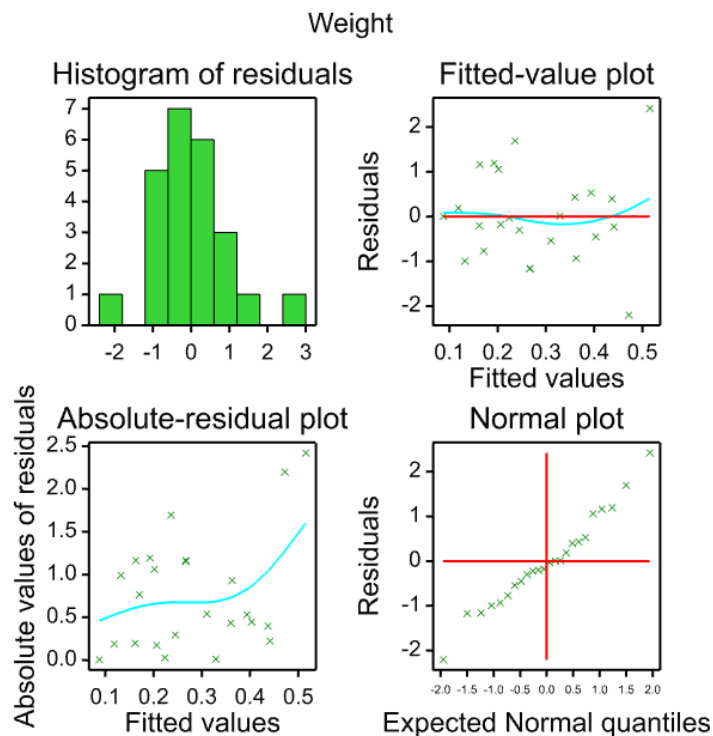 Weight
Histogram of residuals
7
6
5
4
3
2
1
0
-2 -1 0 1 2 3
Fitted-value plot
Residuals
2
1
0
-1
-2
0.1 0.2 0.3 0.4 0.5
Fitted values
Absolute-residual plot
Absolute values of residuals
2.5
2.0
1.5
1.0
0.5
0.0
0.1 0.2 0.3 0.4 0.5
Fitted values
Normal plot
Residuals
2
1
0
-1
-2
-2.0 -1.5 -1.0 -0.5 0.0 0.5 1.0 1.5 2.0
Expected Normal quantiles